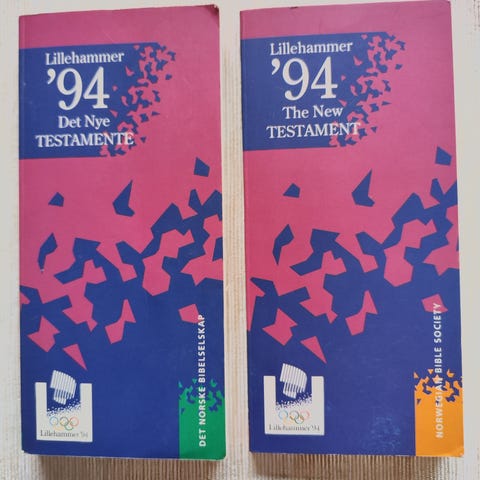 Lillehammer
'94
Det Nye
TESTAMENTE
DET NORSKE BIBELSELSKAP
Lillehammer '94
Lillehammer
'94
The New
TESTAMENT
NORWEGIAN BIBLE SOCIETY
Lillehammer '94